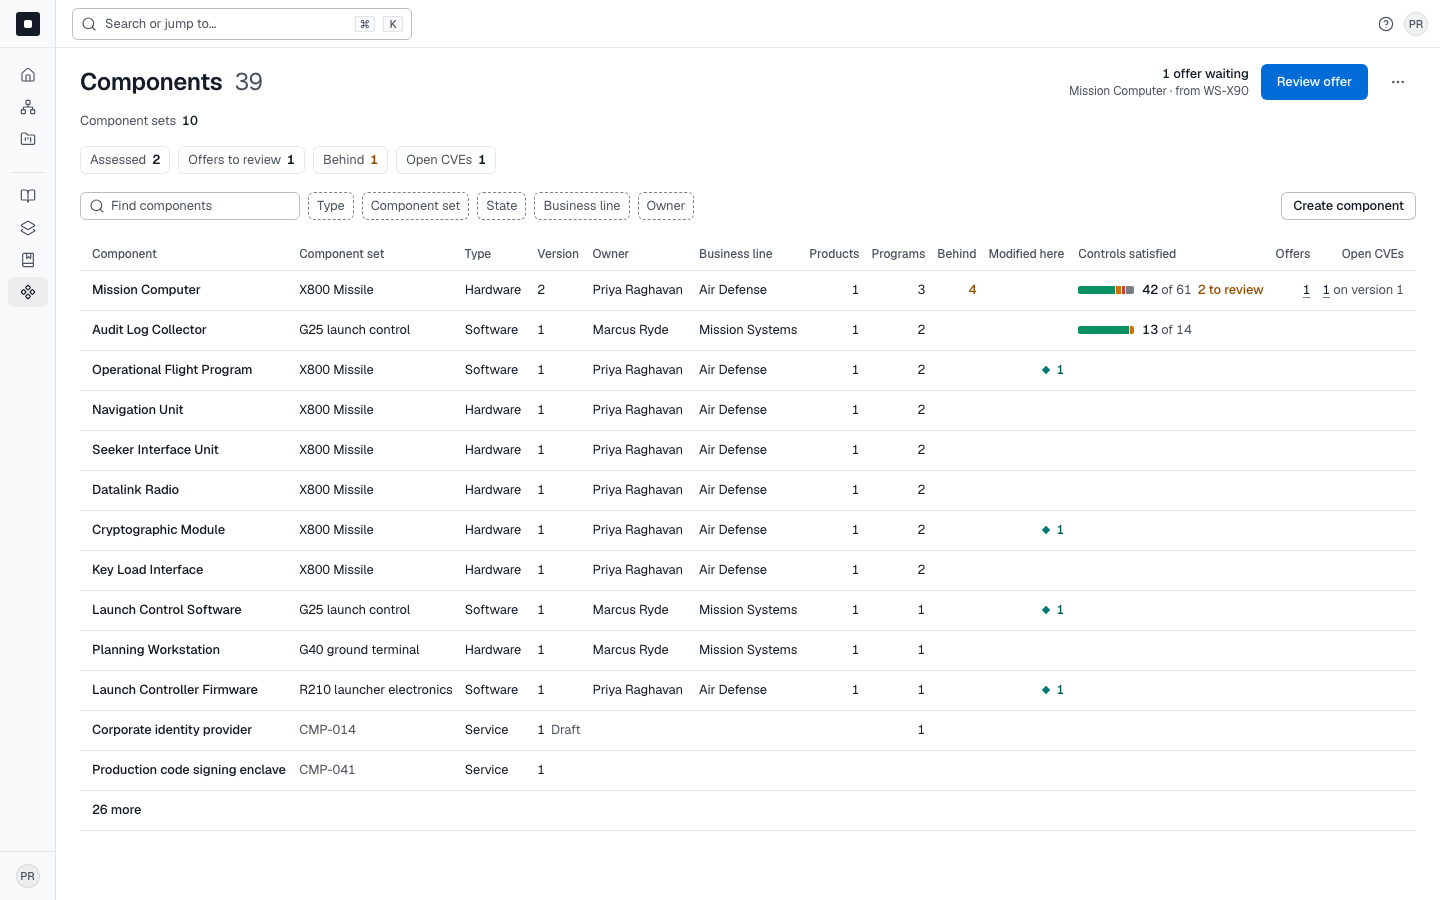 Search or jump to... ⌘ K PR
Components 39
1 offer waiting
Mission Computer · from WS-X90
Review offer
Component sets 10
Assessed 2 Offers to review 1 Behind 1 Open CVEs 1
Find components Type Component set State Business line Owner Create component
Component Component set Type Version Owner Business line Products Programs Behind Modified here Controls satisfied Offers Open CVEs
Mission Computer X800 Missile Hardware 2 Priya Raghavan Air Defense 1 3 4 42 of 61 2 to review 1 1 on version 1
Audit Log Collector G25 launch control Software 1 Marcus Ryde Mission Systems 1 2 13 of 14
Operational Flight Program X800 Missile Software 1 Priya Raghavan Air Defense 1 2 ◆ 1
Navigation Unit X800 Missile Hardware 1 Priya Raghavan Air Defense 1 2
Seeker Interface Unit X800 Missile Hardware 1 Priya Raghavan Air Defense 1 2
Datalink Radio X800 Missile Hardware 1 Priya Raghavan Air Defense 1 2
Cryptographic Module X800 Missile Hardware 1 Priya Raghavan Air Defense 1 2 ◆ 1
Key Load Interface X800 Missile Hardware 1 Priya Raghavan Air Defense 1 2
Launch Control Software G25 launch control Software 1 Marcus Ryde Mission Systems 1 1 ◆ 1
Planning Workstation G40 ground terminal Hardware 1 Marcus Ryde Mission Systems 1 1
Launch Controller Firmware R210 launcher electronics Software 1 Priya Raghavan Air Defense 1 1 ◆ 1
Corporate identity provider CMP-014 Service 1 Draft 1
Production code signing enclave CMP-041 Service 1
26 more
PR